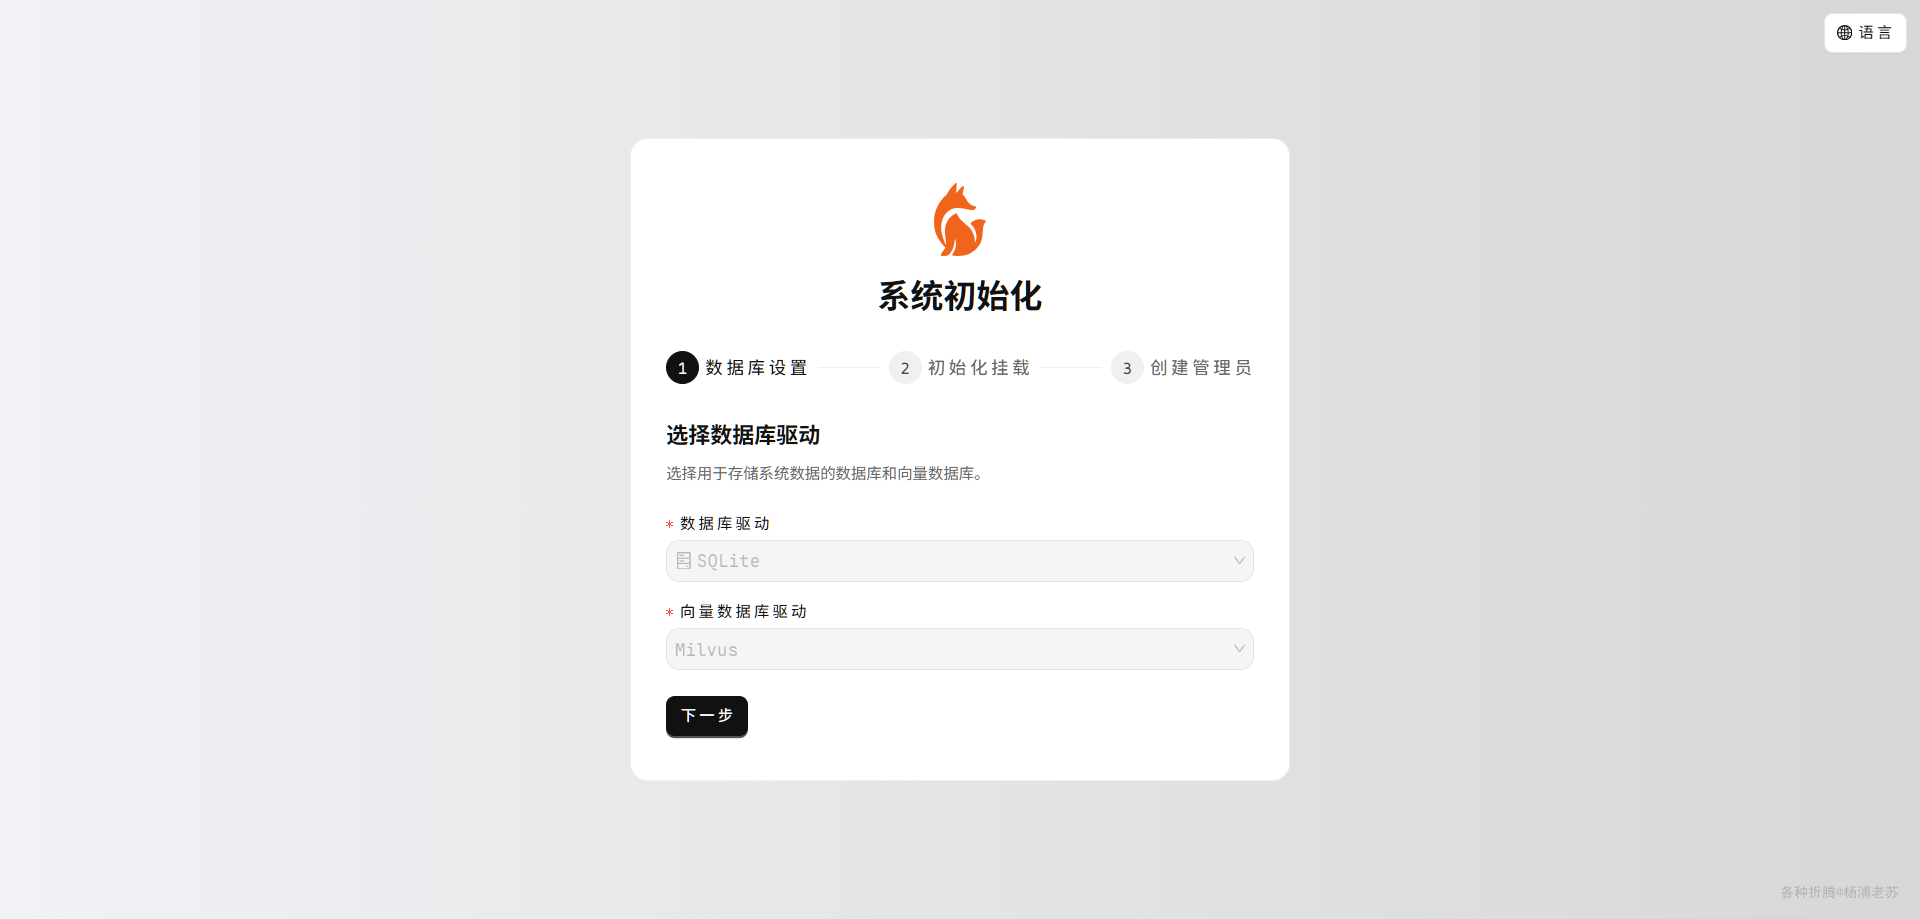 语言
系统初始化
1 数据库设置 2 初始化挂载 3 创建管理员
选择数据库驱动
选择用于存储系统数据的数据库和向量数据库。
* 数据库驱动
SQLite
* 向量数据库驱动
Milvus
下一步
各种折腾@杨浦老苏